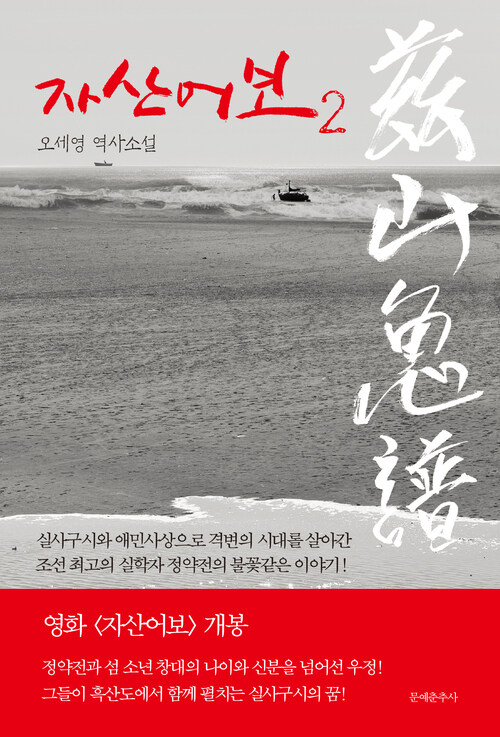 자산어보 2
오세영 역사소설
玆山魚譜
실사구시와 애민사상으로 격변의 시대를 살아간
조선 최고의 실학자 정약전의 불꽃같은 이야기!
영화 〈자산어보〉 개봉
정약전과 섬 소년 창대의 나이와 신분을 넘어선 우정!
그들이 흑산도에서 함께 펼치는 실사구시의 꿈!
문예춘추사